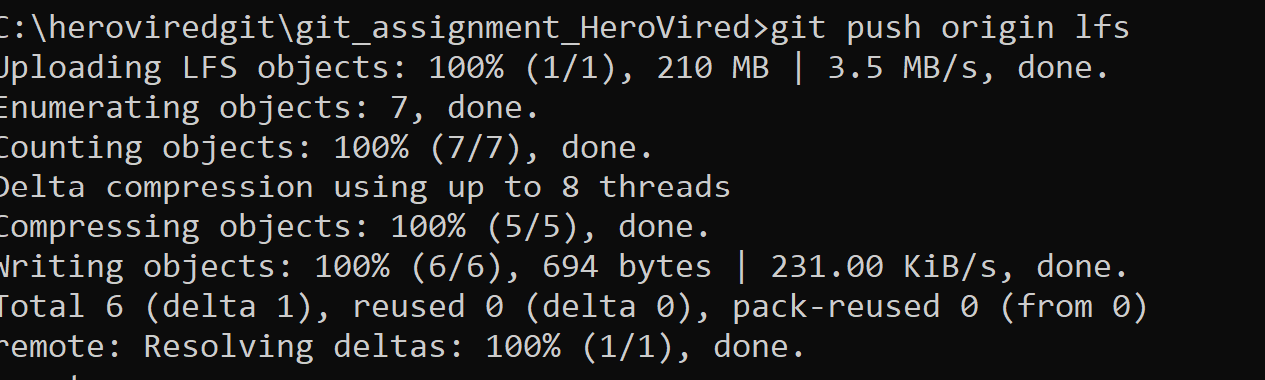 C:\heroviredgit\git_assignment_HeroVired>git push origin lfs
Uploading LFS objects: 100% (1/1), 210 MB | 3.5 MB/s, done.
Enumerating objects: 7, done.
Counting objects: 100% (7/7), done.
Delta compression using up to 8 threads
Compressing objects: 100% (5/5), done.
Writing objects: 100% (6/6), 694 bytes | 231.00 KiB/s, done.
Total 6 (delta 1), reused 0 (delta 0), pack-reused 0 (from 0)
remote: Resolving deltas: 100% (1/1), done.